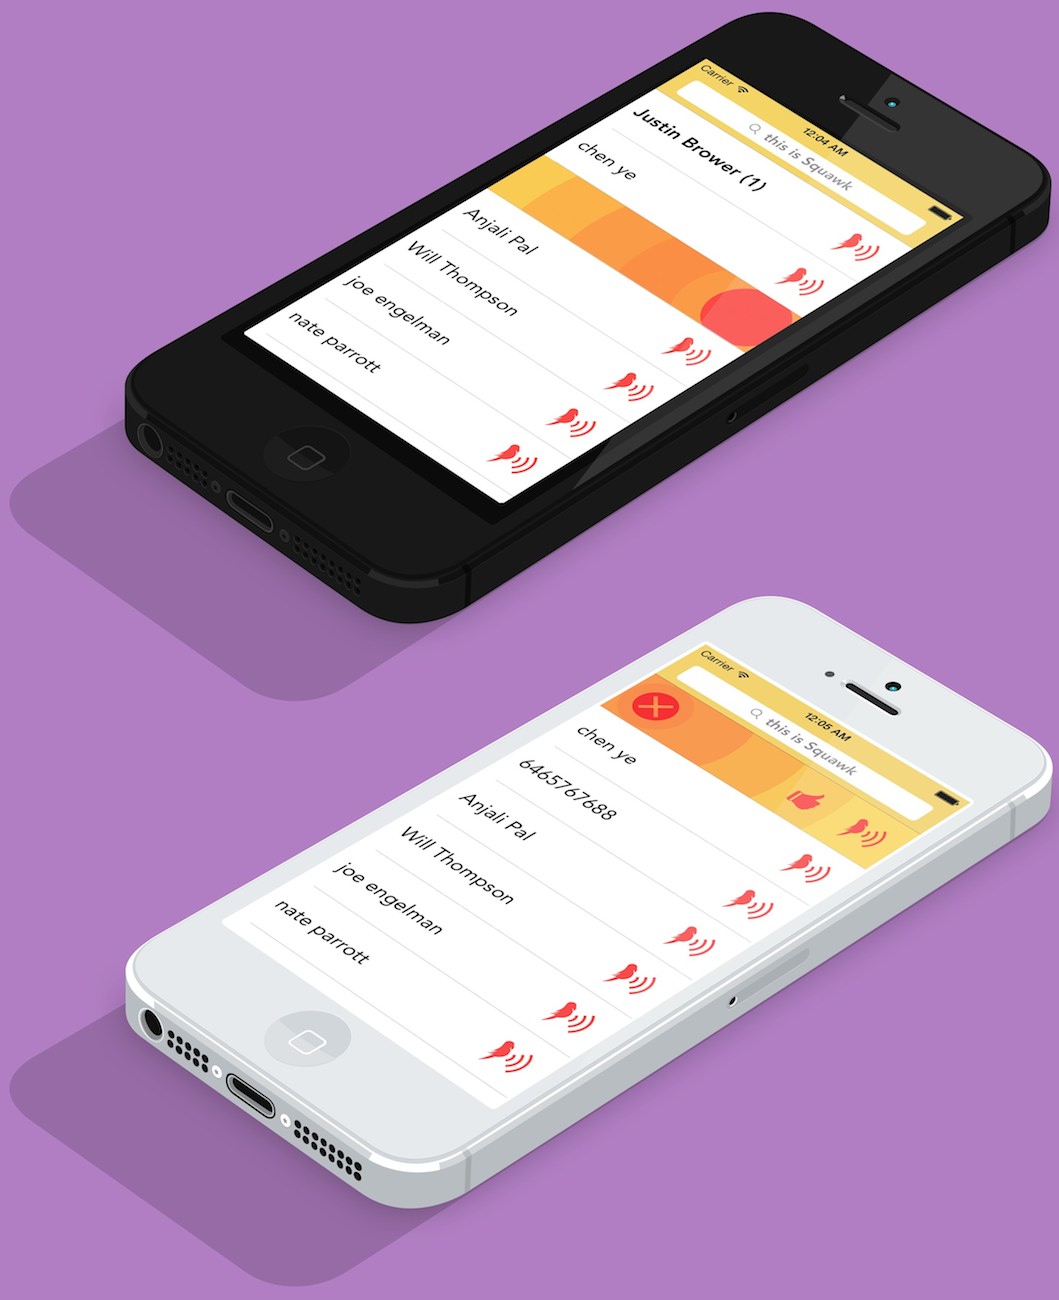 Carrier
12:04 AM
this is Squawk
Justin Brower (1)
chen ye
Anjali Pal
Will Thompson
joe engelman
nate parrott
Carrier
12:05 AM
this is Squawk
chen ye
6465767688
Anjali Pal
Will Thompson
joe engelman
nate parrott